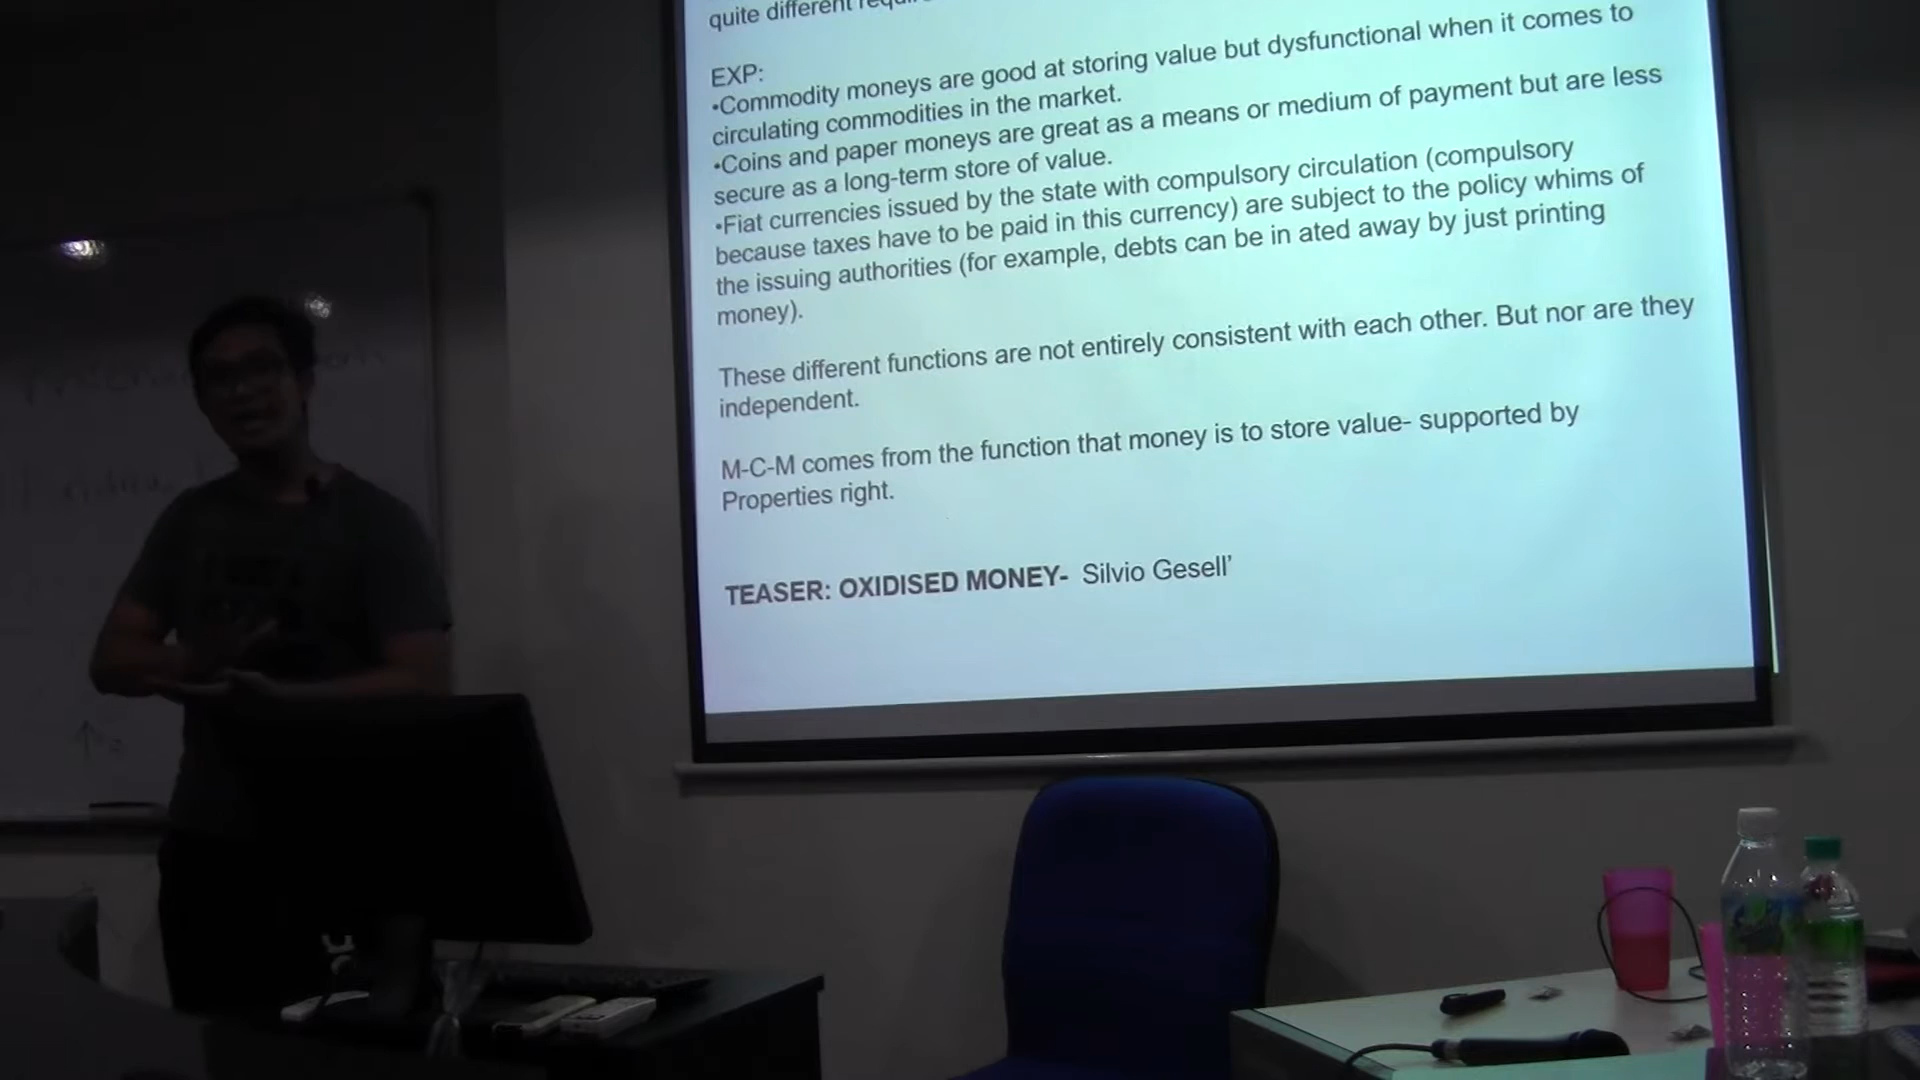 quite different
EXP:
•Commodity moneys are good at storing value but dysfunctional when it comes to
circulating commodities in the market.
•Coins and paper moneys are great as a means or medium of payment but are less
secure as a long-term store of value.
•Fiat currencies issued by the state with compulsory circulation (compulsory
because taxes have to be paid in this currency) are subject to the policy whims of
the issuing authorities (for example, debts can be in ated away by just printing
money).
These different functions are not entirely consistent with each other. But nor are they
independent.
M-C-M comes from the function that money is to store value- supported by
Properties right.
TEASER: OXIDISED MONEY- Silvio Gesell’